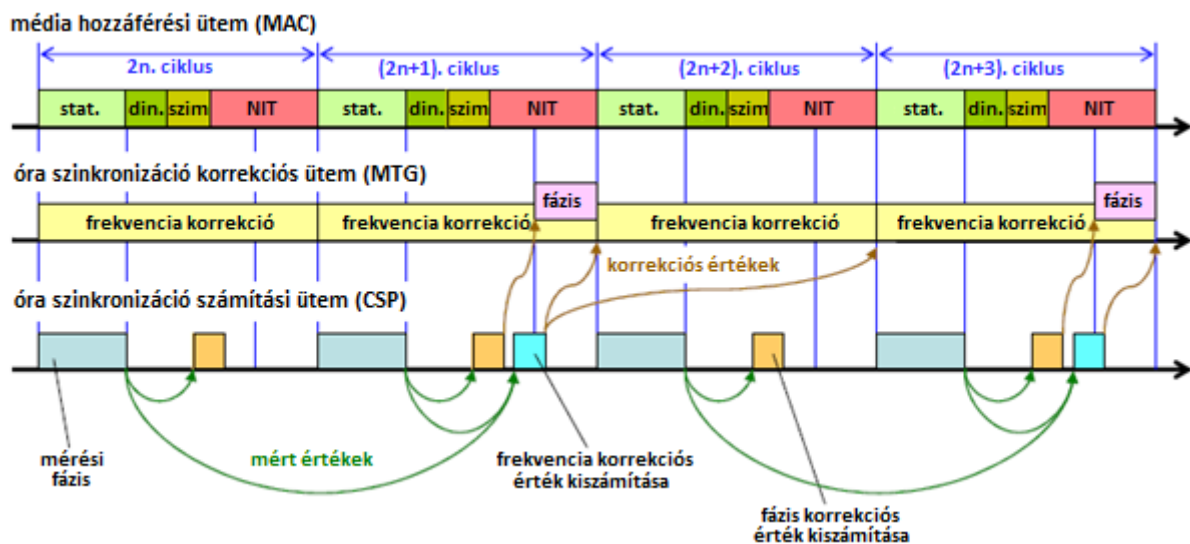 média hozzáférési ütem (MAC)
2n. ciklus
(2n+1). ciklus
(2n+2). ciklus
(2n+3). ciklus
stat. din. szim NIT stat. din. szim NIT stat. din. szim NIT stat. din. szim NIT
óra szinkronizáció korrekciós ütem (MTG)
fázis
fázis
frekvencia korrekció
frekvencia korrekció
frekvencia korrekció
frekvencia korrekció
korrekciós értékek
óra szinkronizáció számítási ütem (CSP)
mérési
fázis
mért értékek
frekvencia korrekciós
érték kiszámítása
fázis korrekciós
érték kiszámítása